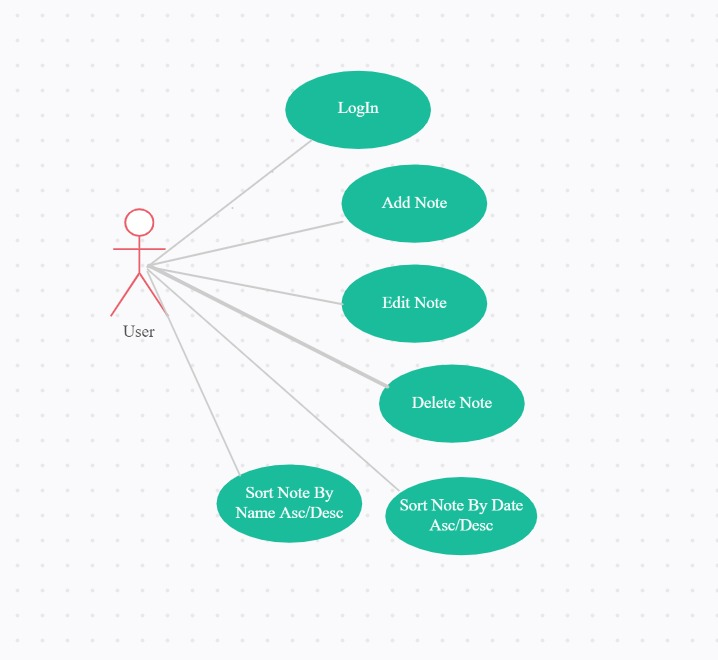 LogIn
Add Note
Edit Note
User
Delete Note
Sort Note By
Name Asc/Desc
Sort Note By Date
Asc/Desc